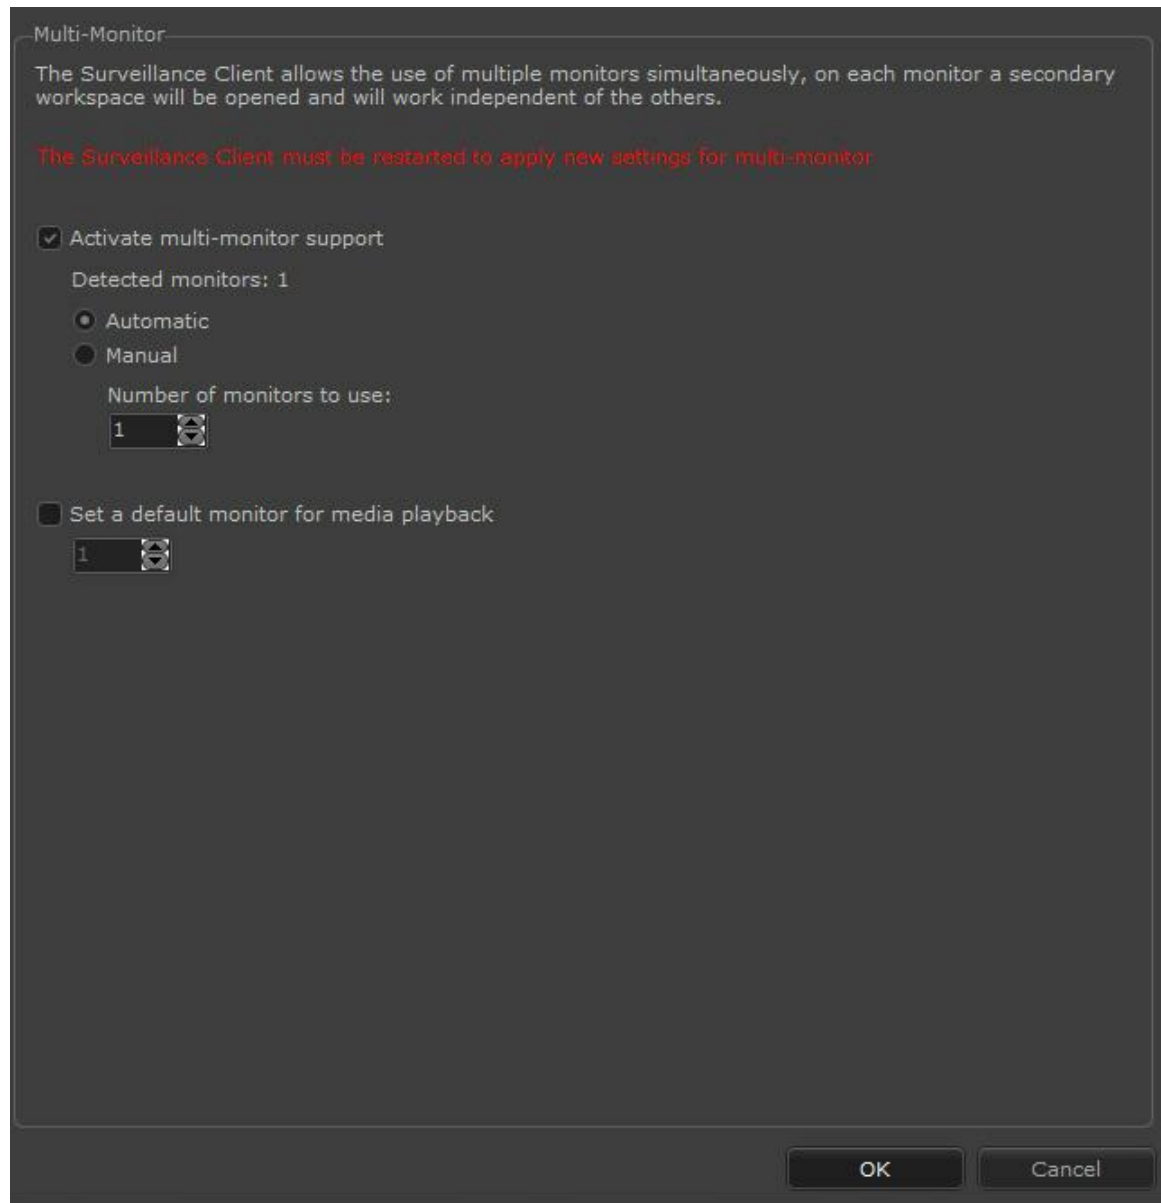 Multi-Monitor
The Surveillance Client allows the use of multiple monitors simultaneously, on each monitor a secondary
workspace will be opened and will work independent of the others.
The Surveillance Client must be restarted to apply new settings for multi-monitor
Activate multi-monitor support
Detected monitors: 1
Automatic
Manual
Number of monitors to use:
1
Set a default monitor for media playback
1
OK Cancel